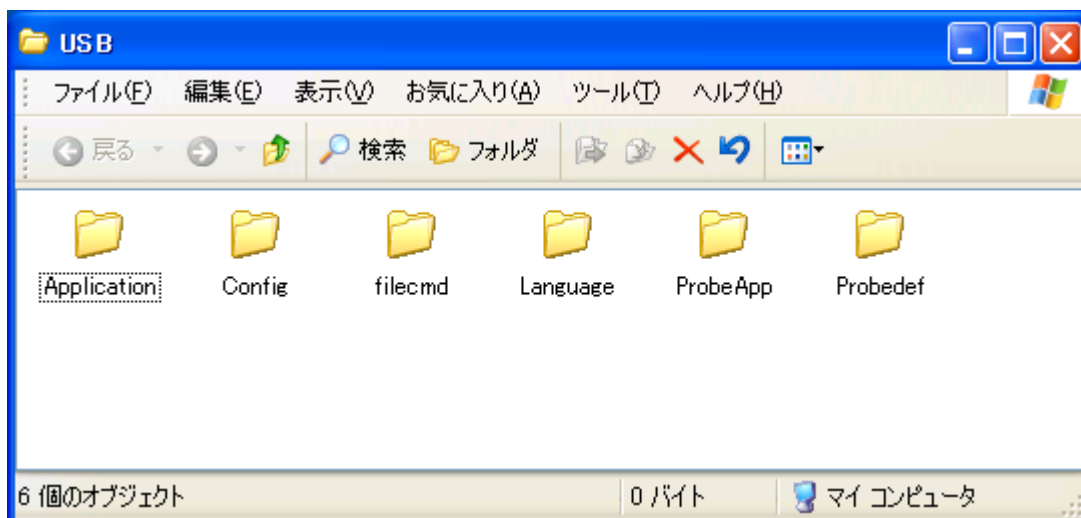 USB
ファイル(F) 編集(E) 表示(V) お気に入り(A) ツール(T) ヘルプ(H)
戻る 検索 フォルダ
Application Config filecmd Language ProbeApp Probedef
6 個のオブジェクト 0 バイト マイ コンピュータ